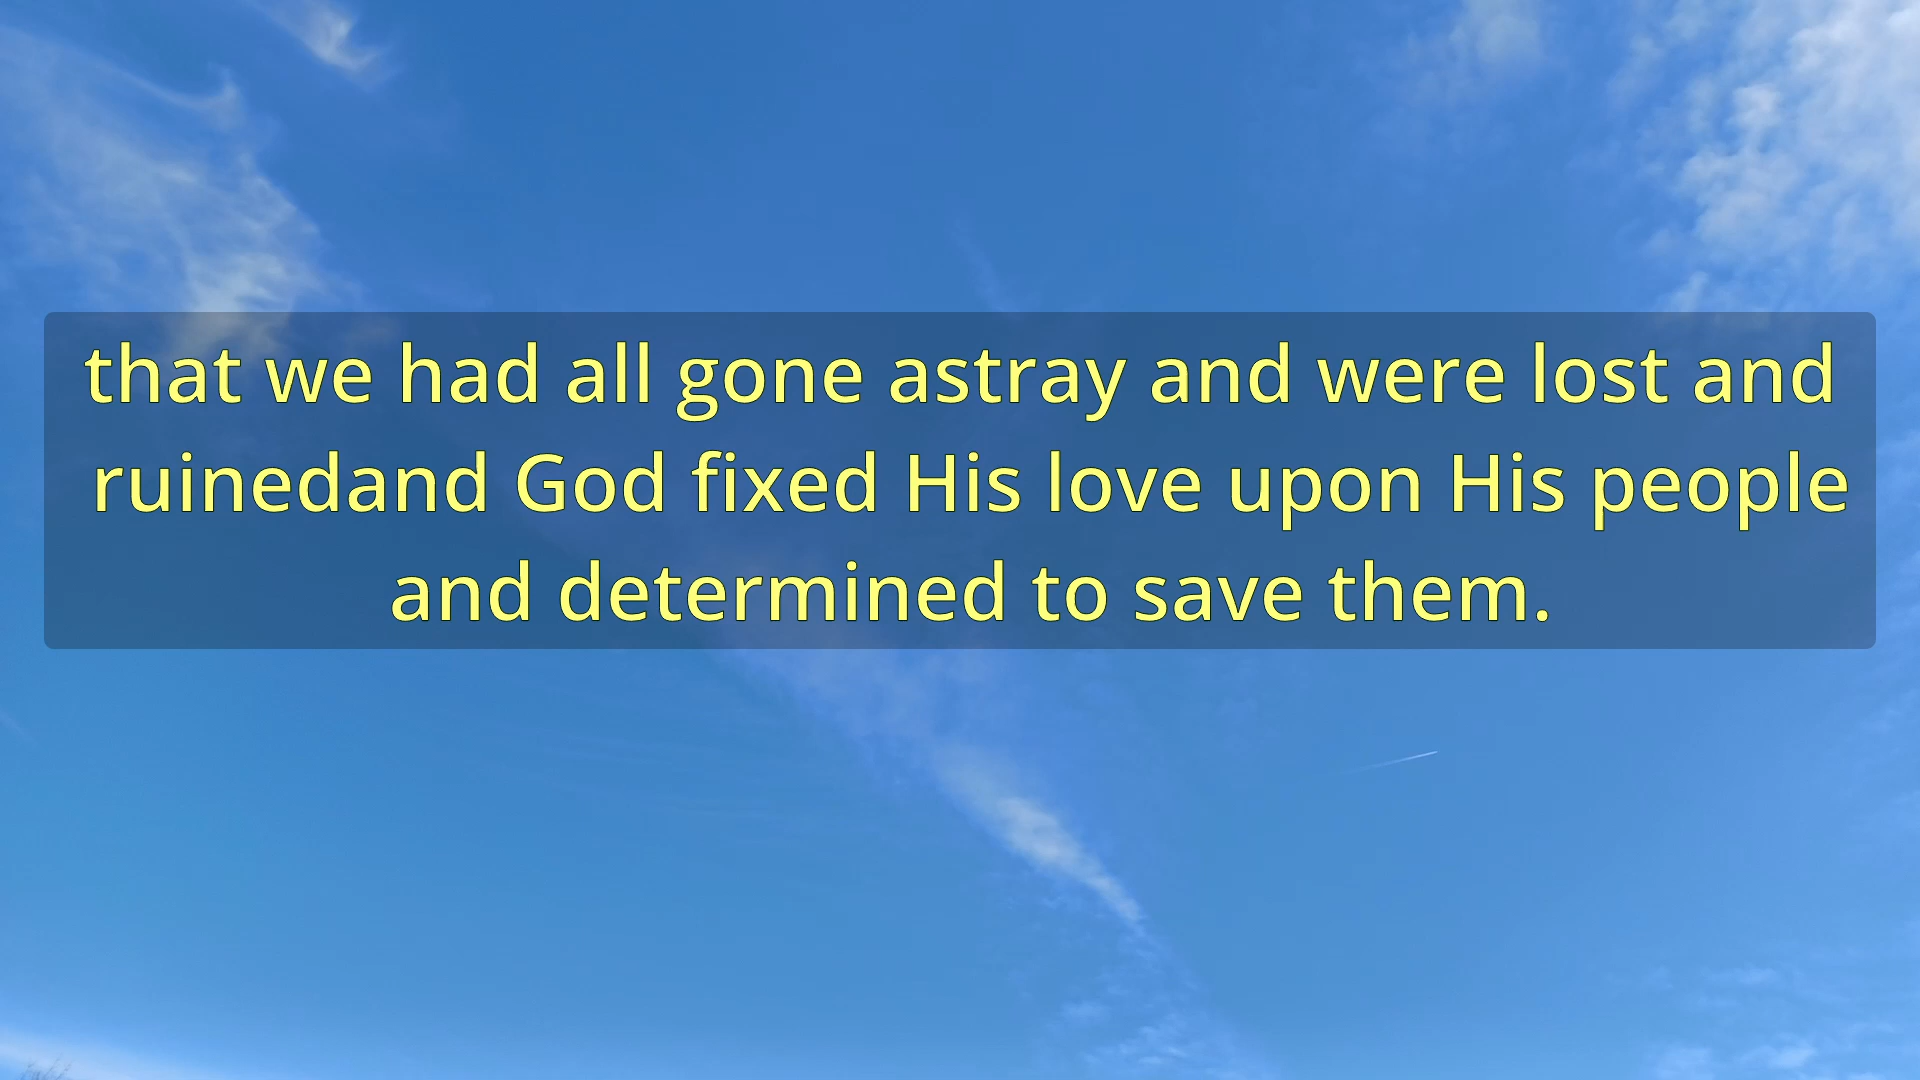 that we had all gone astray and were lost and
ruinedand God fixed His love upon His people
and determined to save them.